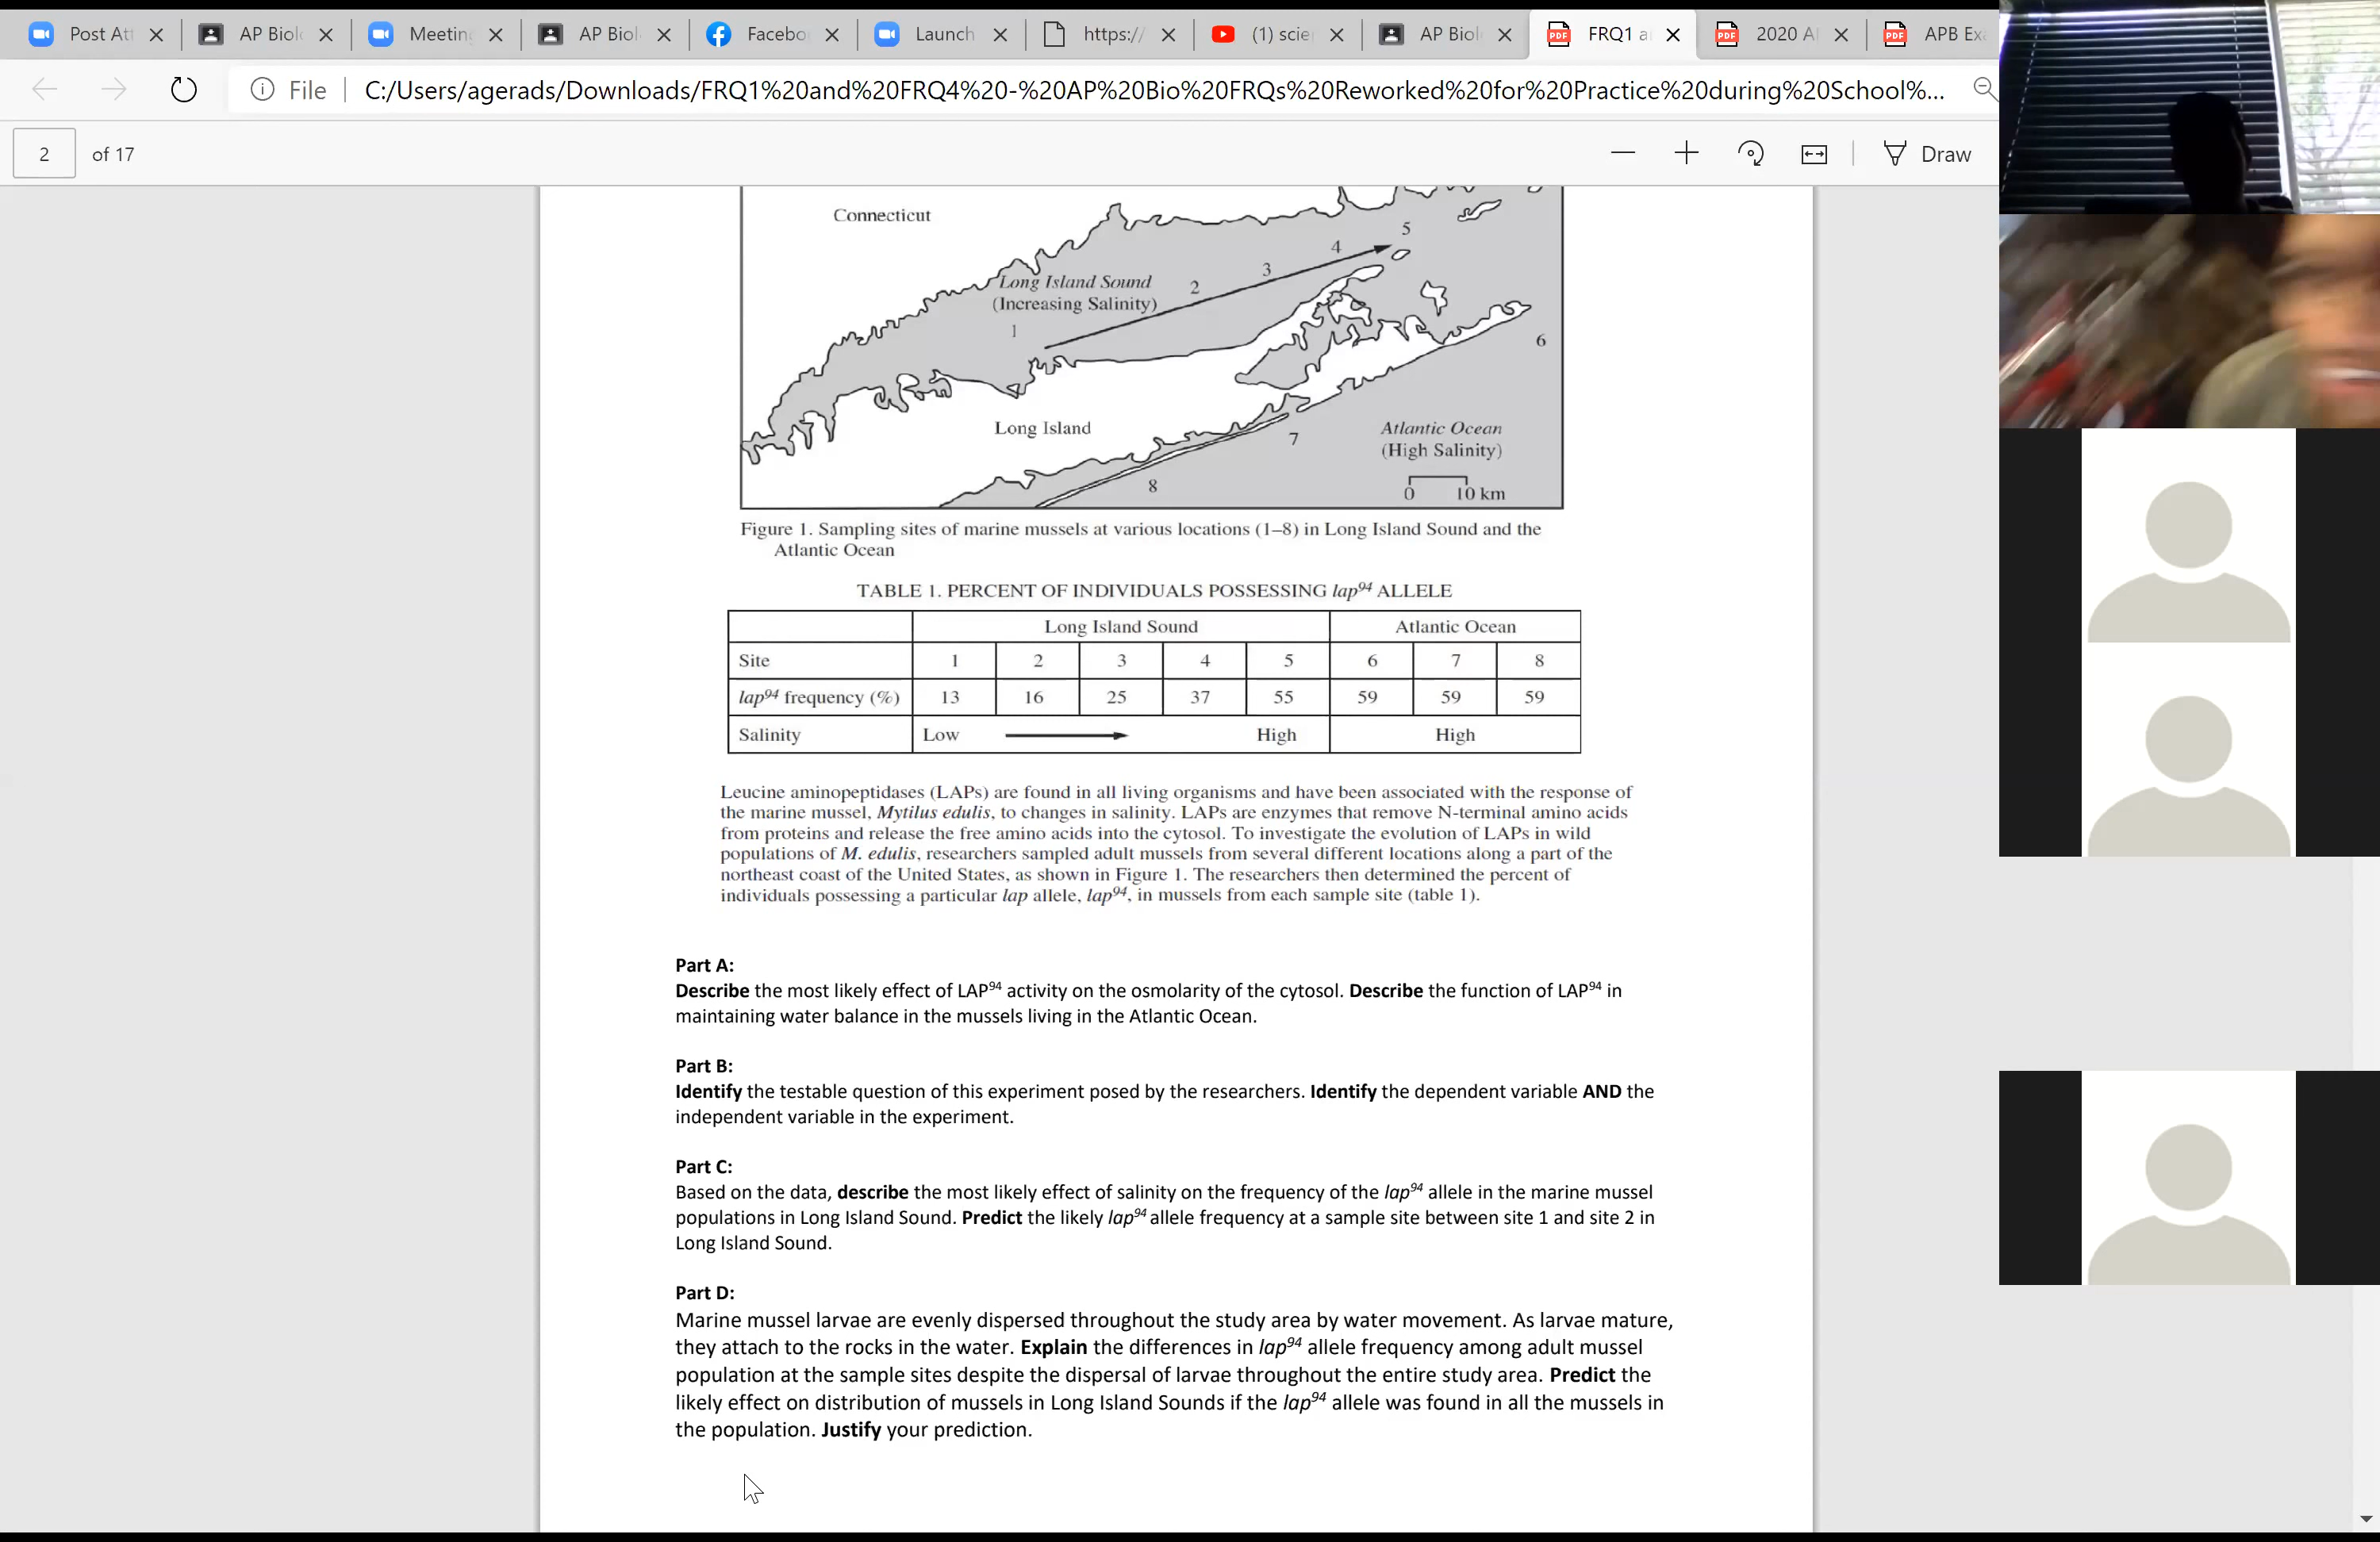 Post Att
AP Biol
Meetin
AP Biol
Facebo
Launch
https://
(1) scie
AP Biol
FRQ1 a
2020 A
APB Ex
File
C:/Users/agerads/Downloads/FRQ1%20and%20FRQ4%20-%20AP%20Bio%20FRQs%20Reworked%20for%20Practice%20during%20School%...
2 of 17
Draw
Connecticut
5
4
3
Long Island Sound
(Increasing Salinity)
2
1
6
Long Island
Atlantic Ocean
(High Salinity)
7
8
0 10 km
Figure 1. Sampling sites of marine mussels at various locations (1–8) in Long Island Sound and the
Atlantic Ocean
TABLE 1. PERCENT OF INDIVIDUALS POSSESSING lap94 ALLELE
Long Island Sound Atlantic Ocean
Site 1 2 3 4 5 6 7 8
lap94 frequency (%) 13 16 25 37 55 59 59 59
Salinity Low High High
Leucine aminopeptidases (LAPs) are found in all living organisms and have been associated with the response of
the marine mussel, Mytilus edulis, to changes in salinity. LAPs are enzymes that remove N-terminal amino acids
from proteins and release the free amino acids into the cytosol. To investigate the evolution of LAPs in wild
populations of M. edulis, researchers sampled adult mussels from several different locations along a part of the
northeast coast of the United States, as shown in Figure 1. The researchers then determined the percent of
individuals possessing a particular lap allele, lap94, in mussels from each sample site (table 1).
Part A:
Describe the most likely effect of LAP94 activity on the osmolarity of the cytosol. Describe the function of LAP94 in
maintaining water balance in the mussels living in the Atlantic Ocean.
Part B:
Identify the testable question of this experiment posed by the researchers. Identify the dependent variable AND the
independent variable in the experiment.
Part C:
Based on the data, describe the most likely effect of salinity on the frequency of the lap94 allele in the marine mussel
populations in Long Island Sound. Predict the likely lap94 allele frequency at a sample site between site 1 and site 2 in
Long Island Sound.
Part D:
Marine mussel larvae are evenly dispersed throughout the study area by water movement. As larvae mature,
they attach to the rocks in the water. Explain the differences in lap94 allele frequency among adult mussel
population at the sample sites despite the dispersal of larvae throughout the entire study area. Predict the
likely effect on distribution of mussels in Long Island Sounds if the lap94 allele was found in all the mussels in
the population. Justify your prediction.